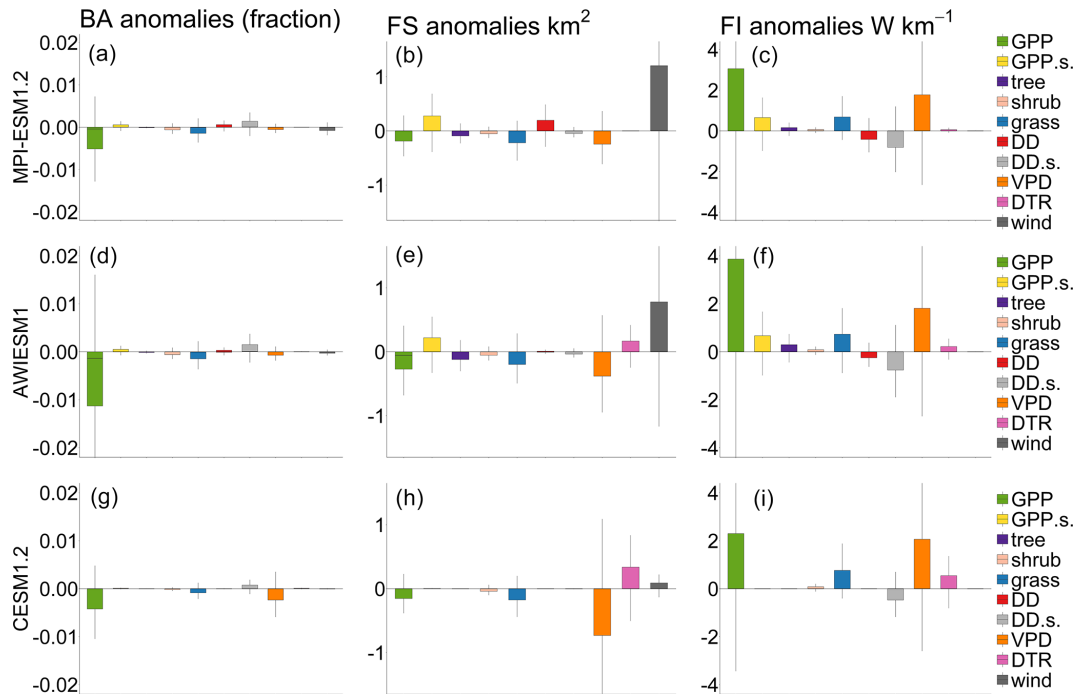 BA anomalies (fraction) FS anomalies km² FI anomalies W km⁻¹
MPI-ESM1.2
0.02
0.01
0.00
-0.01
-0.02
(a)
1
0
-1
(b)
4
2
0
-2
-4
(c)
GPP
GPP.s.
tree
shrub
grass
DD
DD.s.
VPD
DTR
wind
AWIESM1
0.02
0.01
0.00
-0.01
-0.02
(d)
1
0
-1
(e)
4
2
0
-2
-4
(f)
GPP
GPP.s.
tree
shrub
grass
DD
DD.s.
VPD
DTR
wind
CESM1.2
0.02
0.01
0.00
-0.01
-0.02
(g)
1
0
-1
(h)
4
2
0
-2
-4
(i)
GPP
GPP.s.
tree
shrub
grass
DD
DD.s.
VPD
DTR
wind